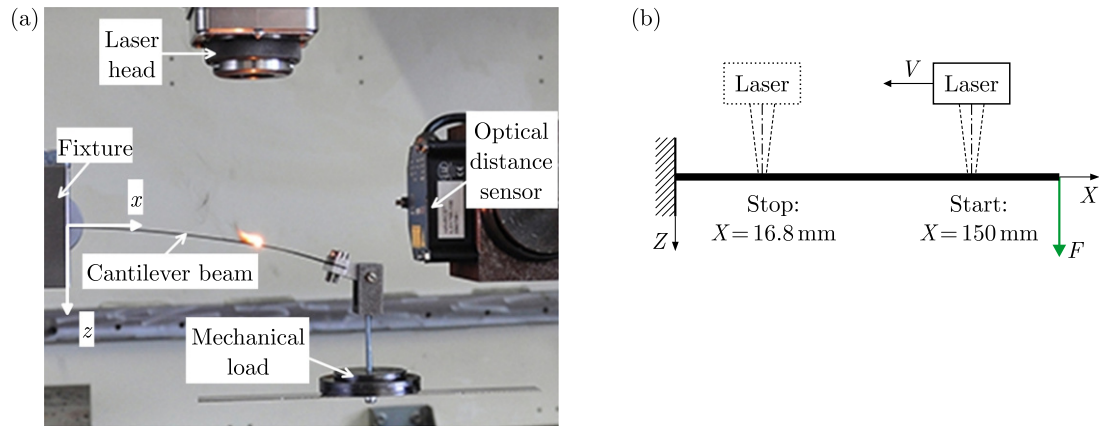 (a)
Laser
head
Fixture
x
Optical
distance
sensor
Cantilever beam
z
Mechanical
load
(b)
Laser
V
Laser
X
Stop:
X = 16.8 mm
Start:
X = 150 mm
Z
F